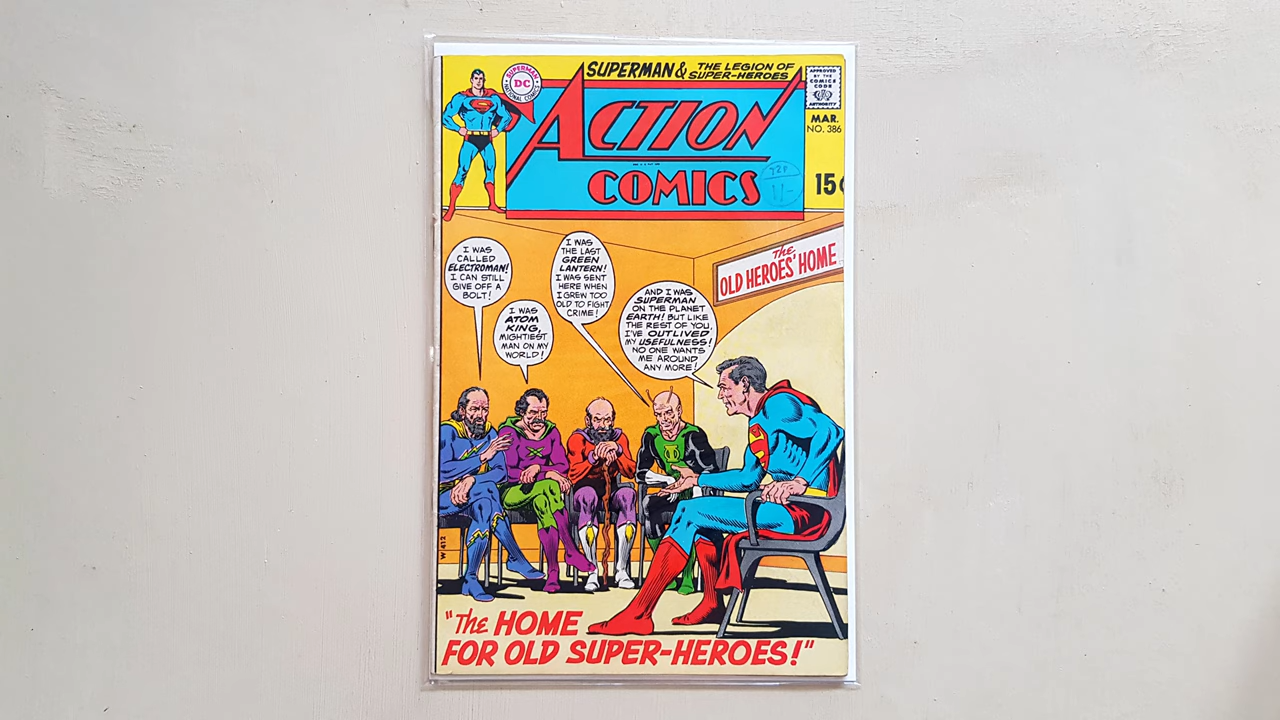 SUPERMAN & THE LEGION OF
SUPER-HEROES
SUPERMAN
DC
NATIONAL COMICS
ACTION
COMICS
APPROVED
BY THE
COMICS
CODE
AUTHORITY
MAR.
NO. 386
15¢
I WAS
CALLED
ELECTROMAN!
I CAN STILL
GIVE OFF A
BOLT!
I WAS
ATOM
KING,
MIGHTIEST
MAN ON MY
WORLD!
I WAS
THE LAST
GREEN
LANTERN!
I WAS SENT
HERE WHEN
I GREW TOO
OLD TO FIGHT
CRIME!
AND I WAS
SUPERMAN
ON THE PLANET
EARTH! BUT LIKE
THE REST OF YOU,
I'VE OUTLIVED
MY USEFULNESS!
NO ONE WANTS
ME AROUND
ANY MORE!
The
OLD HEROES' HOME
W 412
"The HOME
FOR OLD SUPER-HEROES!"